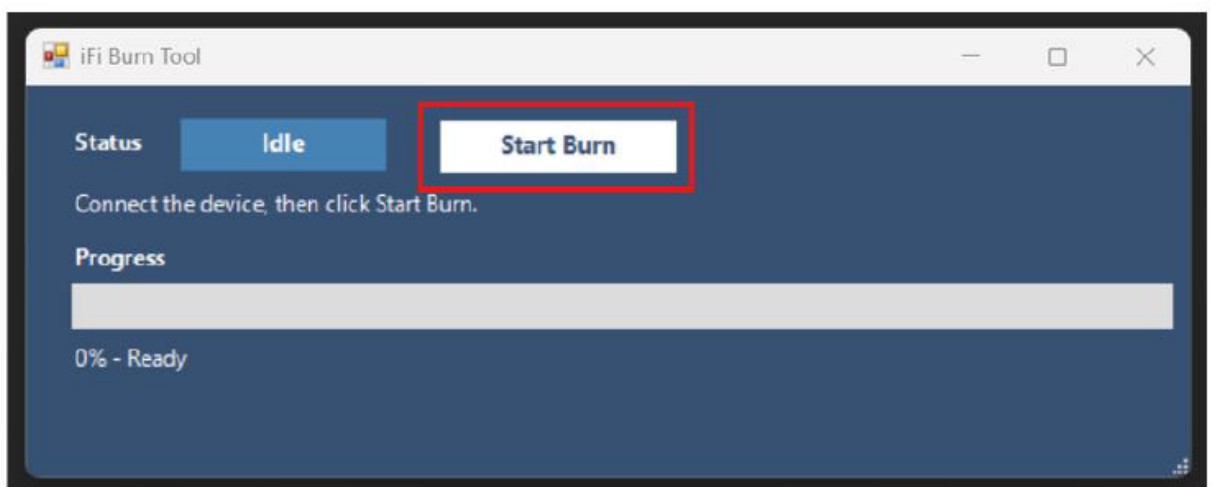 iFi Burn Tool
Status Idle Start Burn
Connect the device, then click Start Burn.
Progress
0% - Ready